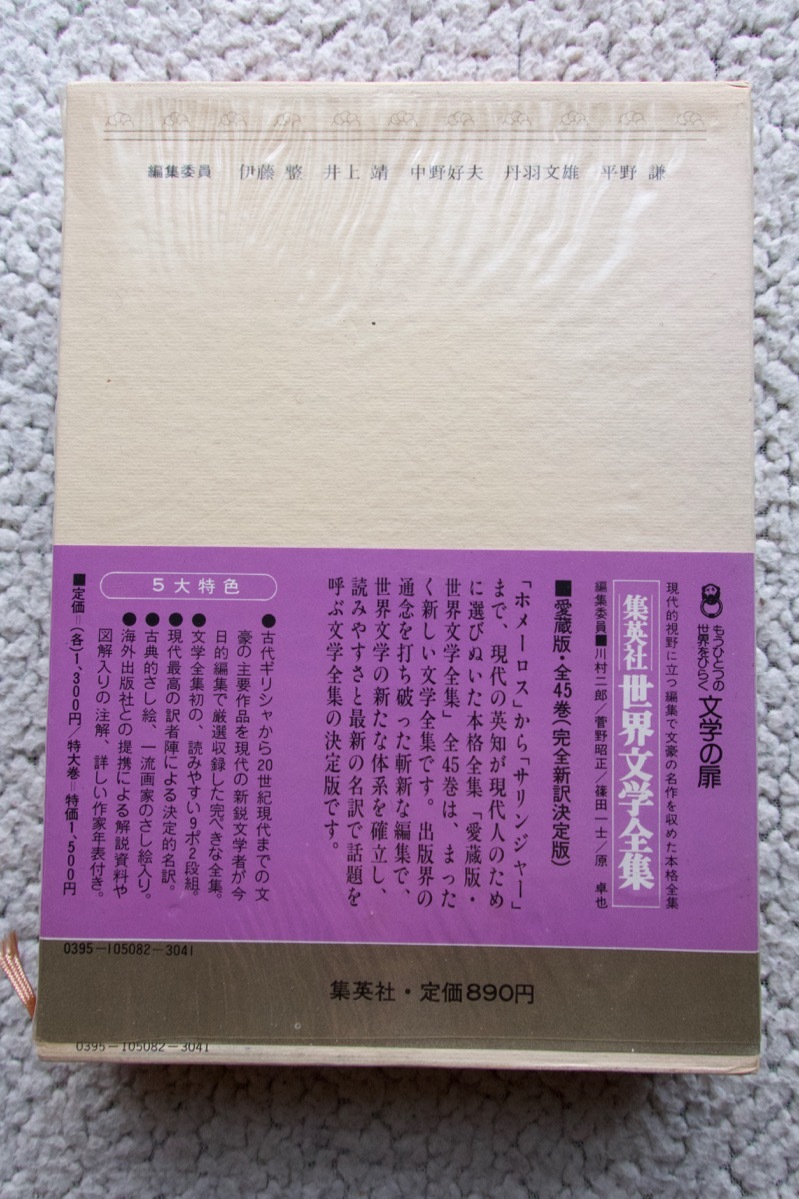 編集委員 伊藤 整 井上 靖 中野好夫 丹羽文雄 平野 謙
もうひとつの
世界をひらく
文学の扉
現代的視野に立つ編集で文豪の名作を収めた本格全集
集英社 世界文学全集
編集委員■川村二郎／菅野昭正／篠田一士／原 卓也
■愛蔵版・全45巻（完全新訳決定版）
「ホメーロス」から「サリンジャー」
まで、現代の英知が現代人のため
に選びぬいた本格全集「愛蔵版・
世界文学全集」全45巻は、まった
く新しい文学全集です。出版界の
通念を打ち破った斬新な編集で、
世界文学の新たな体系を確立し、
読みやすさと最新の名訳で話題を
呼ぶ文学全集の決定版です。
5大特色
●古代ギリシャから20世紀現代までの文
豪の主要作品を現代の新鋭文学者が今
日的編集で厳選収録した完ぺきな全集。
●文学全集初の、読みやすい9ポ2段組。
●現代最高の訳者陣による決定的名訳。
●古典的さし絵、一流画家のさし絵入り。
●海外出版社との提携による解説資料や
図解入りの注解、詳しい作家年表付き。
■定価＝（各）1,300円／特大巻＝特価1,500円
0395-105082-3041
集英社・定価890円
0395-105082-3041